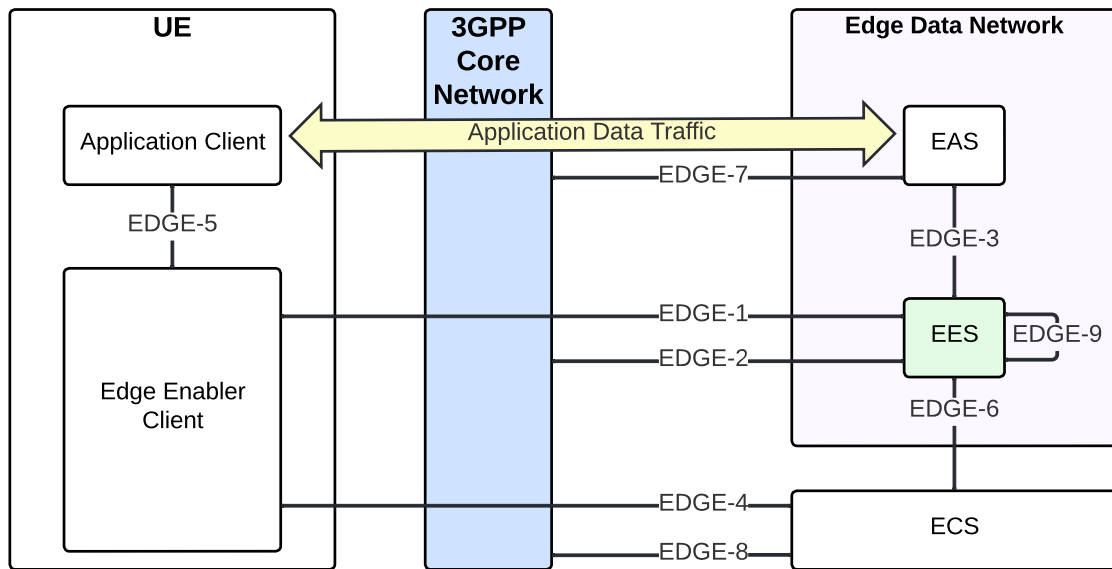 UE
3GPP
Core
Network
Edge Data Network
Application Client
Application Data Traffic
EAS
EDGE-7
EDGE-5
EDGE-3
EDGE-1
EES
EDGE-9
EDGE-2
Edge Enabler
Client
EDGE-6
EDGE-4
ECS
EDGE-8